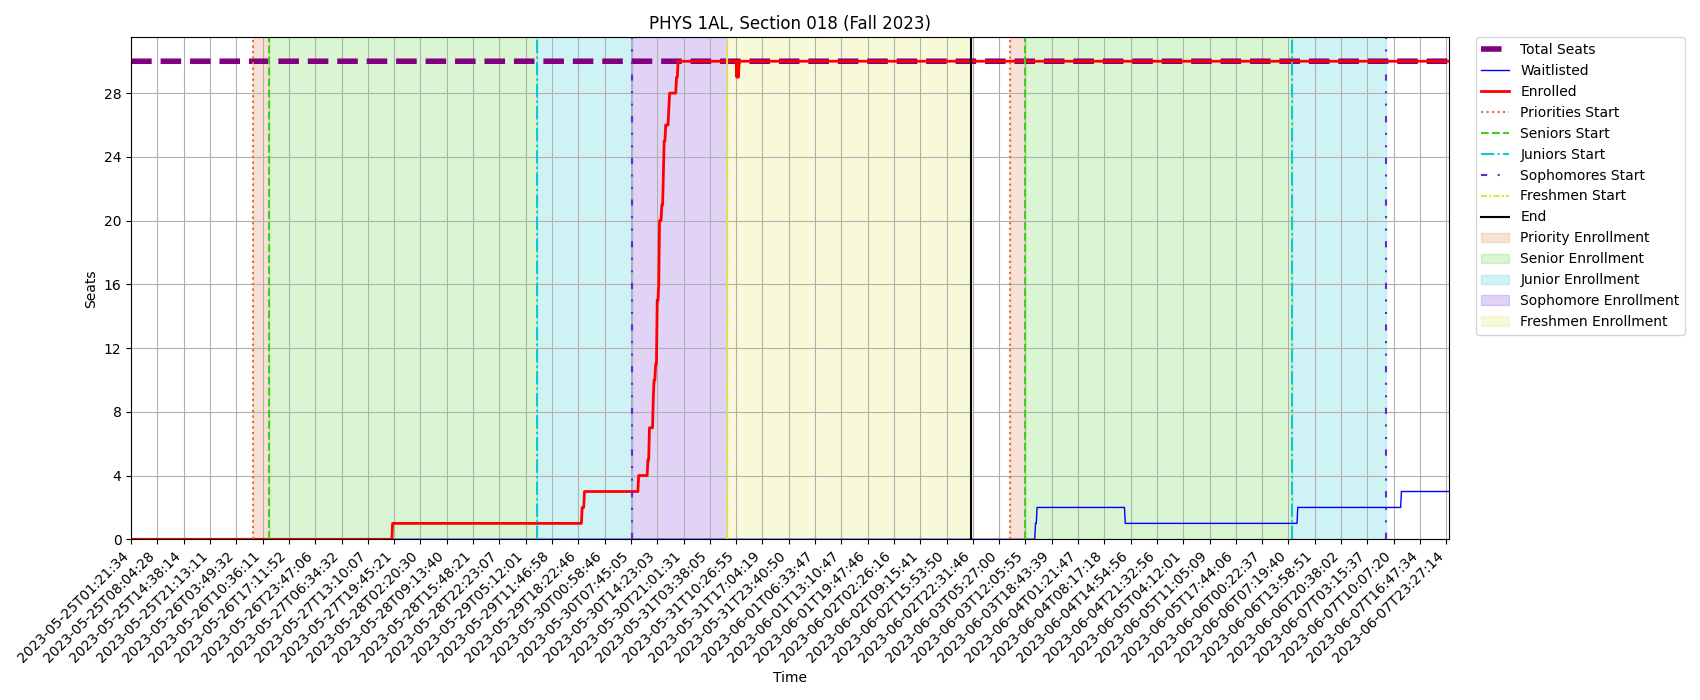 PHYS 1AL, Section 018 (Fall 2023)
Total Seats
Waitlisted
Enrolled
Priorities Start
Seniors Start
Juniors Start
Sophomores Start
Freshmen Start
End
Priority Enrollment
Senior Enrollment
Junior Enrollment
Sophomore Enrollment
Freshmen Enrollment
Seats
28
24
20
16
12
8
4
0
2023-05-25T01:21:34
2023-05-25T08:04:28
2023-05-25T14:38:14
2023-05-25T21:13:11
2023-05-26T03:49:32
2023-05-26T10:36:11
2023-05-26T17:11:52
2023-05-26T23:47:06
2023-05-27T06:34:32
2023-05-27T13:10:07
2023-05-27T19:45:21
2023-05-28T02:20:30
2023-05-28T09:13:40
2023-05-28T15:48:21
2023-05-28T22:23:07
2023-05-29T05:12:01
2023-05-29T11:46:58
2023-05-29T18:22:46
2023-05-30T00:58:46
2023-05-30T07:45:05
2023-05-30T14:23:03
2023-05-30T21:01:31
2023-05-31T03:38:05
2023-05-31T10:26:55
2023-05-31T17:04:19
2023-05-31T23:40:50
2023-06-01T06:33:47
2023-06-01T13:10:47
2023-06-01T19:47:46
2023-06-02T02:26:16
2023-06-02T09:15:41
2023-06-02T15:53:50
2023-06-02T22:31:46
2023-06-03T05:27:00
2023-06-03T12:05:55
2023-06-03T18:43:39
2023-06-04T01:21:47
2023-06-04T08:17:18
2023-06-04T14:54:56
2023-06-04T21:32:56
2023-06-05T04:12:01
2023-06-05T11:05:09
2023-06-05T17:44:06
2023-06-06T00:22:37
2023-06-06T07:19:40
2023-06-06T13:58:51
2023-06-06T20:38:02
2023-06-07T03:15:37
2023-06-07T10:07:20
2023-06-07T16:47:34
2023-06-07T23:27:14
Time